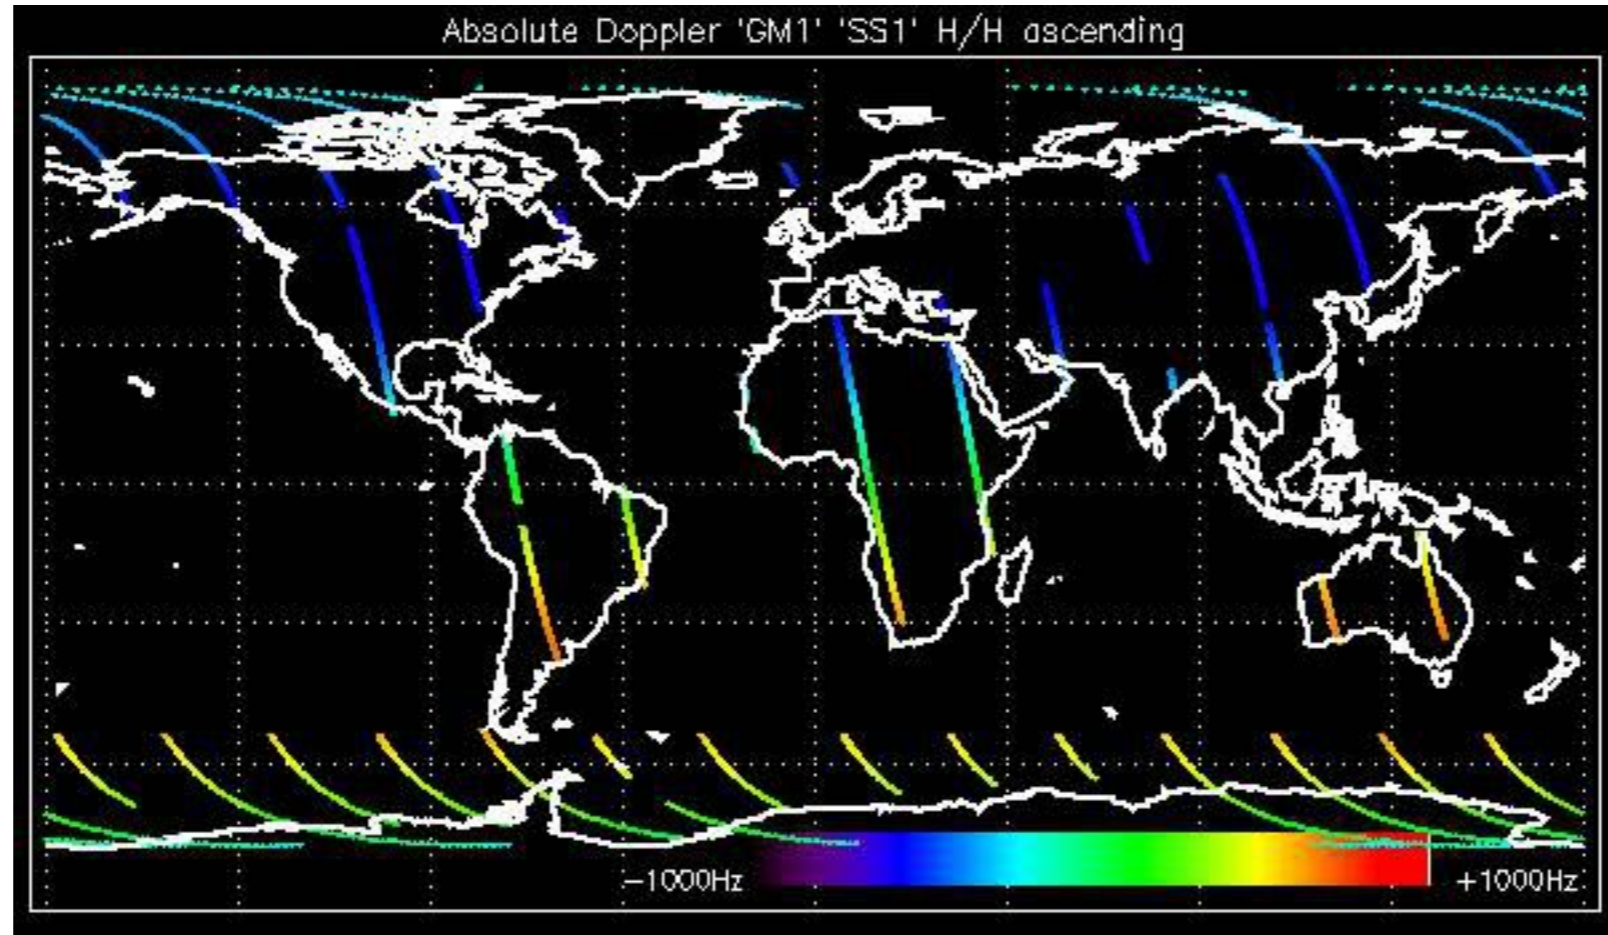 Absolute Doppler 'GM1' 'SS1' H/H ascending
−1000Hz
+1000Hz